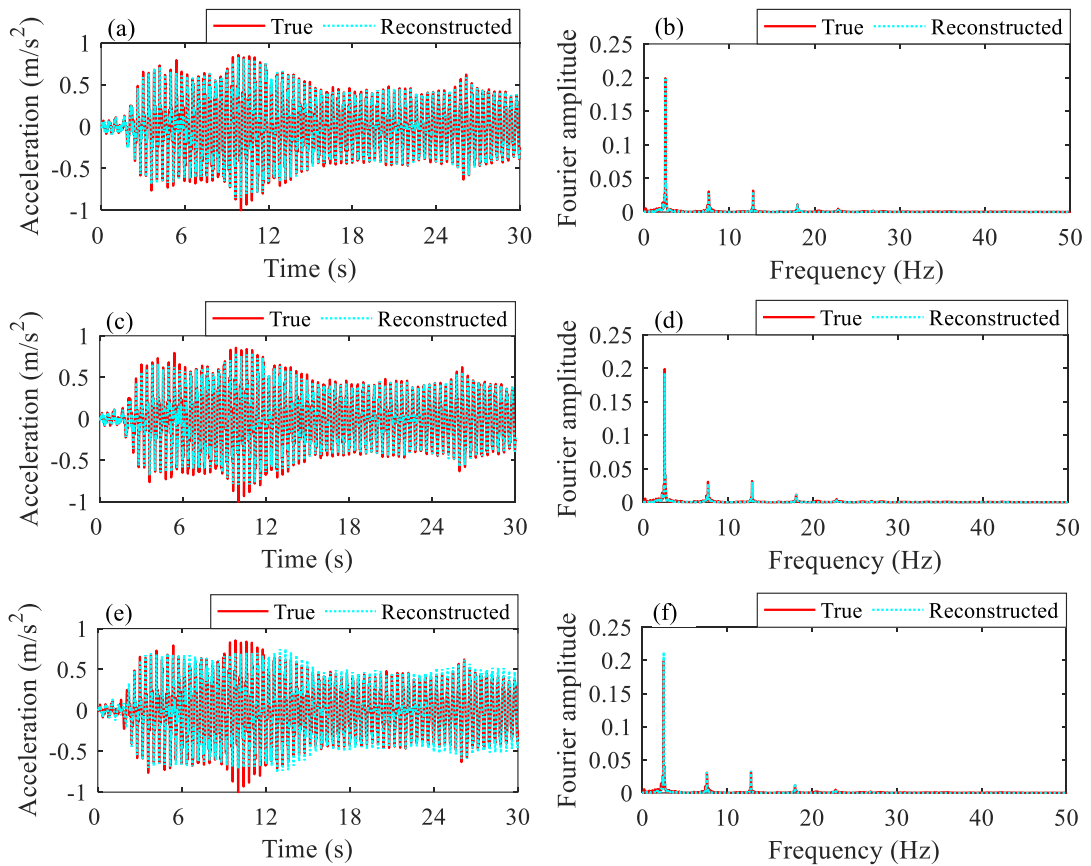 (a) True Reconstructed
Acceleration (m/s²)
1
0.5
0
-0.5
-1
0 6 12 18 24 30
Time (s)
(b) True Reconstructed
Fourier amplitude
0.25
0.2
0.15
0.1
0.05
0
0 10 20 30 40 50
Frequency (Hz)
(c) True Reconstructed
Acceleration (m/s²)
1
0.5
0
-0.5
-1
0 6 12 18 24 30
Time (s)
(d) True Reconstructed
Fourier amplitude
0.25
0.2
0.15
0.1
0.05
0
0 10 20 30 40 50
Frequency (Hz)
(e) True Reconstructed
Acceleration (m/s²)
1
0.5
0
-0.5
-1
0 6 12 18 24 30
Time (s)
(f) True Reconstructed
Fourier amplitude
0.25
0.2
0.15
0.1
0.05
0
0 10 20 30 40 50
Frequency (Hz)